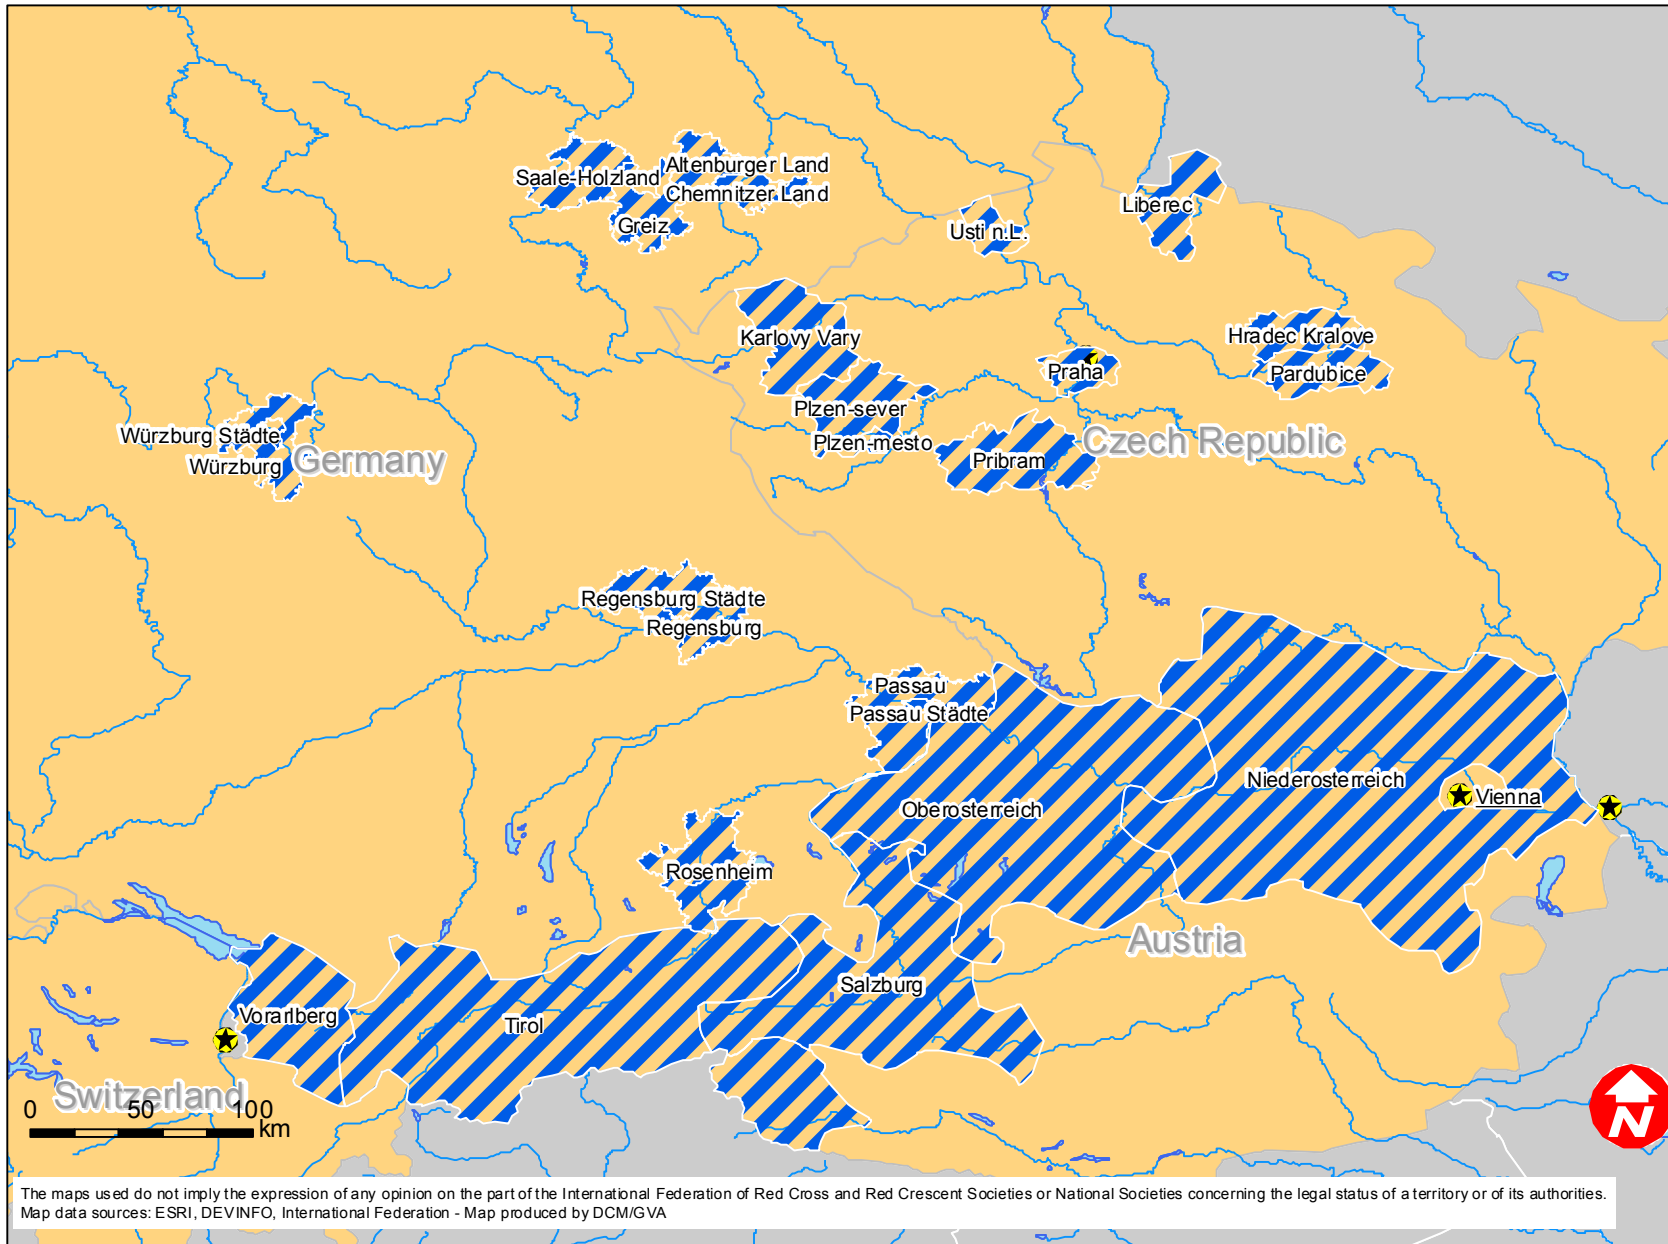 Altenburger Land
Saale-Holzland
Chemnitzer Land
Liberec
Greiz
Usti n.L.
Karlovy Vary
Hradec Kralove
Praha
Pardubice
Plzen-sever
Würzburg Städte
Plzen-mesto
Czech Republic
Würzburg
Germany
Pribram
Regensburg Städte
Regensburg
Passau
Passau Städte
Niederosterreich
Vienna
Oberosterreich
Rosenheim
Austria
Salzburg
Vorarlberg
Tirol
Switzerland
0 50 100
km
N
The maps used do not imply the expression of any opinion on the part of the International Federation of Red Cross and Red Crescent Societies or National Societies concerning the legal status of a territory or of its authorities.
Map data sources: ESRI, DEVINFO, International Federation - Map produced by DCM/GVA